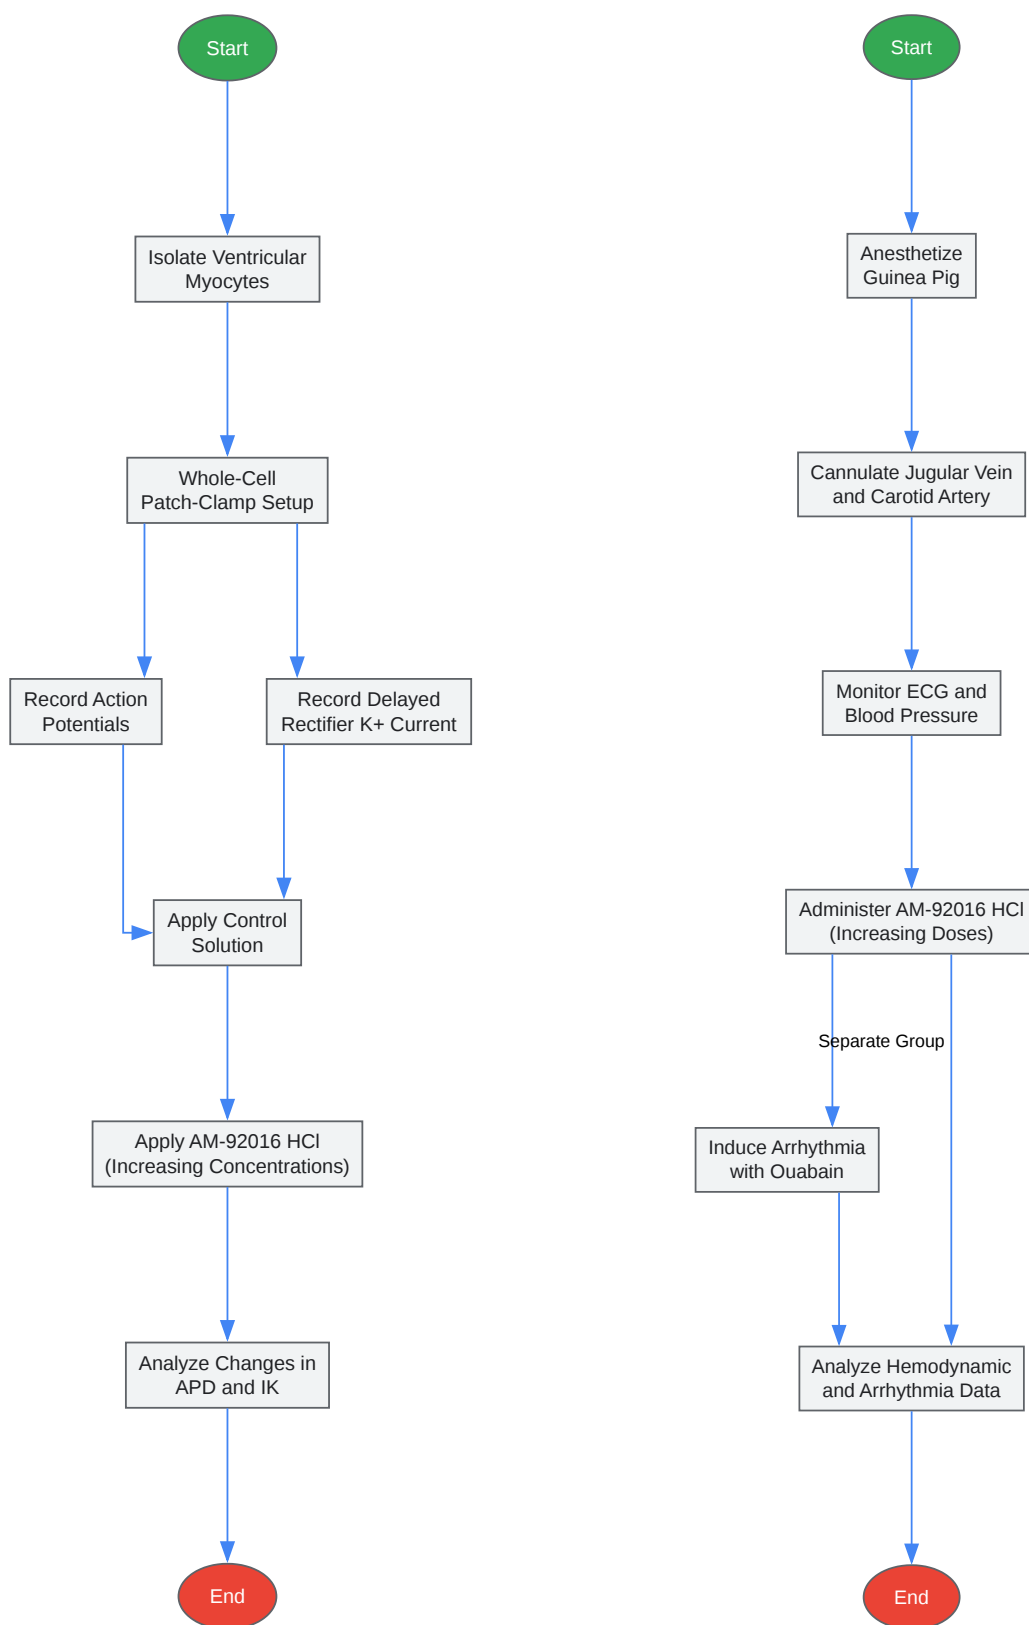 Start
Isolate Ventricular
Myocytes
Whole-Cell
Patch-Clamp Setup
Record Action
Potentials
Record Delayed
Rectifier K+ Current
Apply Control
Solution
Apply AM-92016 HCl
(Increasing Concentrations)
Analyze Changes in
APD and IK
End
Start
Anesthetize
Guinea Pig
Cannulate Jugular Vein
and Carotid Artery
Monitor ECG and
Blood Pressure
Administer AM-92016 HCl
(Increasing Doses)
Separate Group
Induce Arrhythmia
with Ouabain
Analyze Hemodynamic
and Arrhythmia Data
End